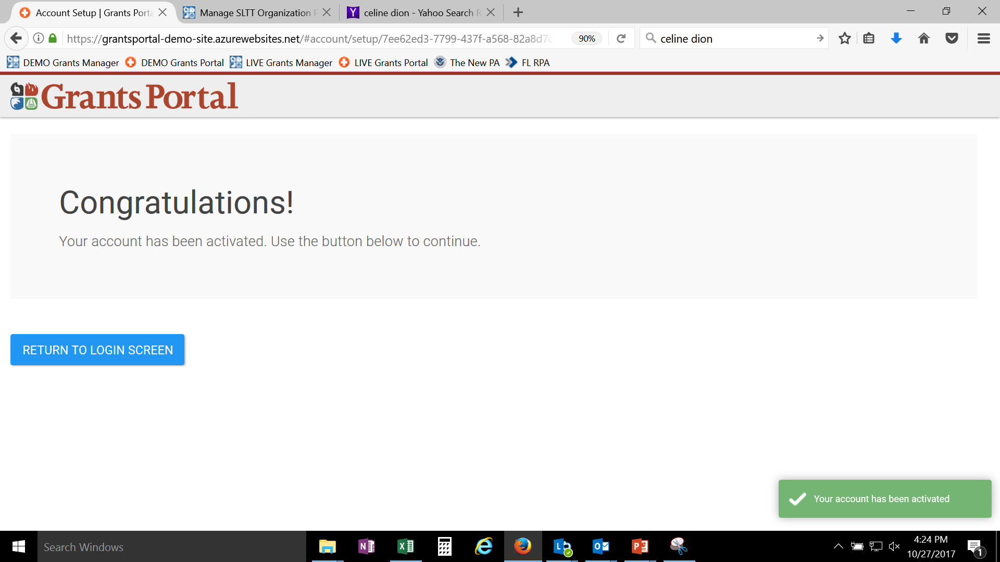 Account Setup | Grants Porta
Manage SLTT Organization P
Y celine dion - Yahoo Search R
https://grantsportal-demo-site.azurewebsites.net/#account/setup/7ee62ed3-7799-437f-a568-82a8d7c
90%
celine dion
DEMO Grants Manager
DEMO Grants Portal
LIVE Grants Manager
LIVE Grants Portal
The New PA
FL RPA
Grants Portal
Congratulations!
Your account has been activated. Use the button below to continue.
RETURN TO LOGIN SCREEN
Your account has been activated
Search Windows
4:24 PM
10/27/2017
1